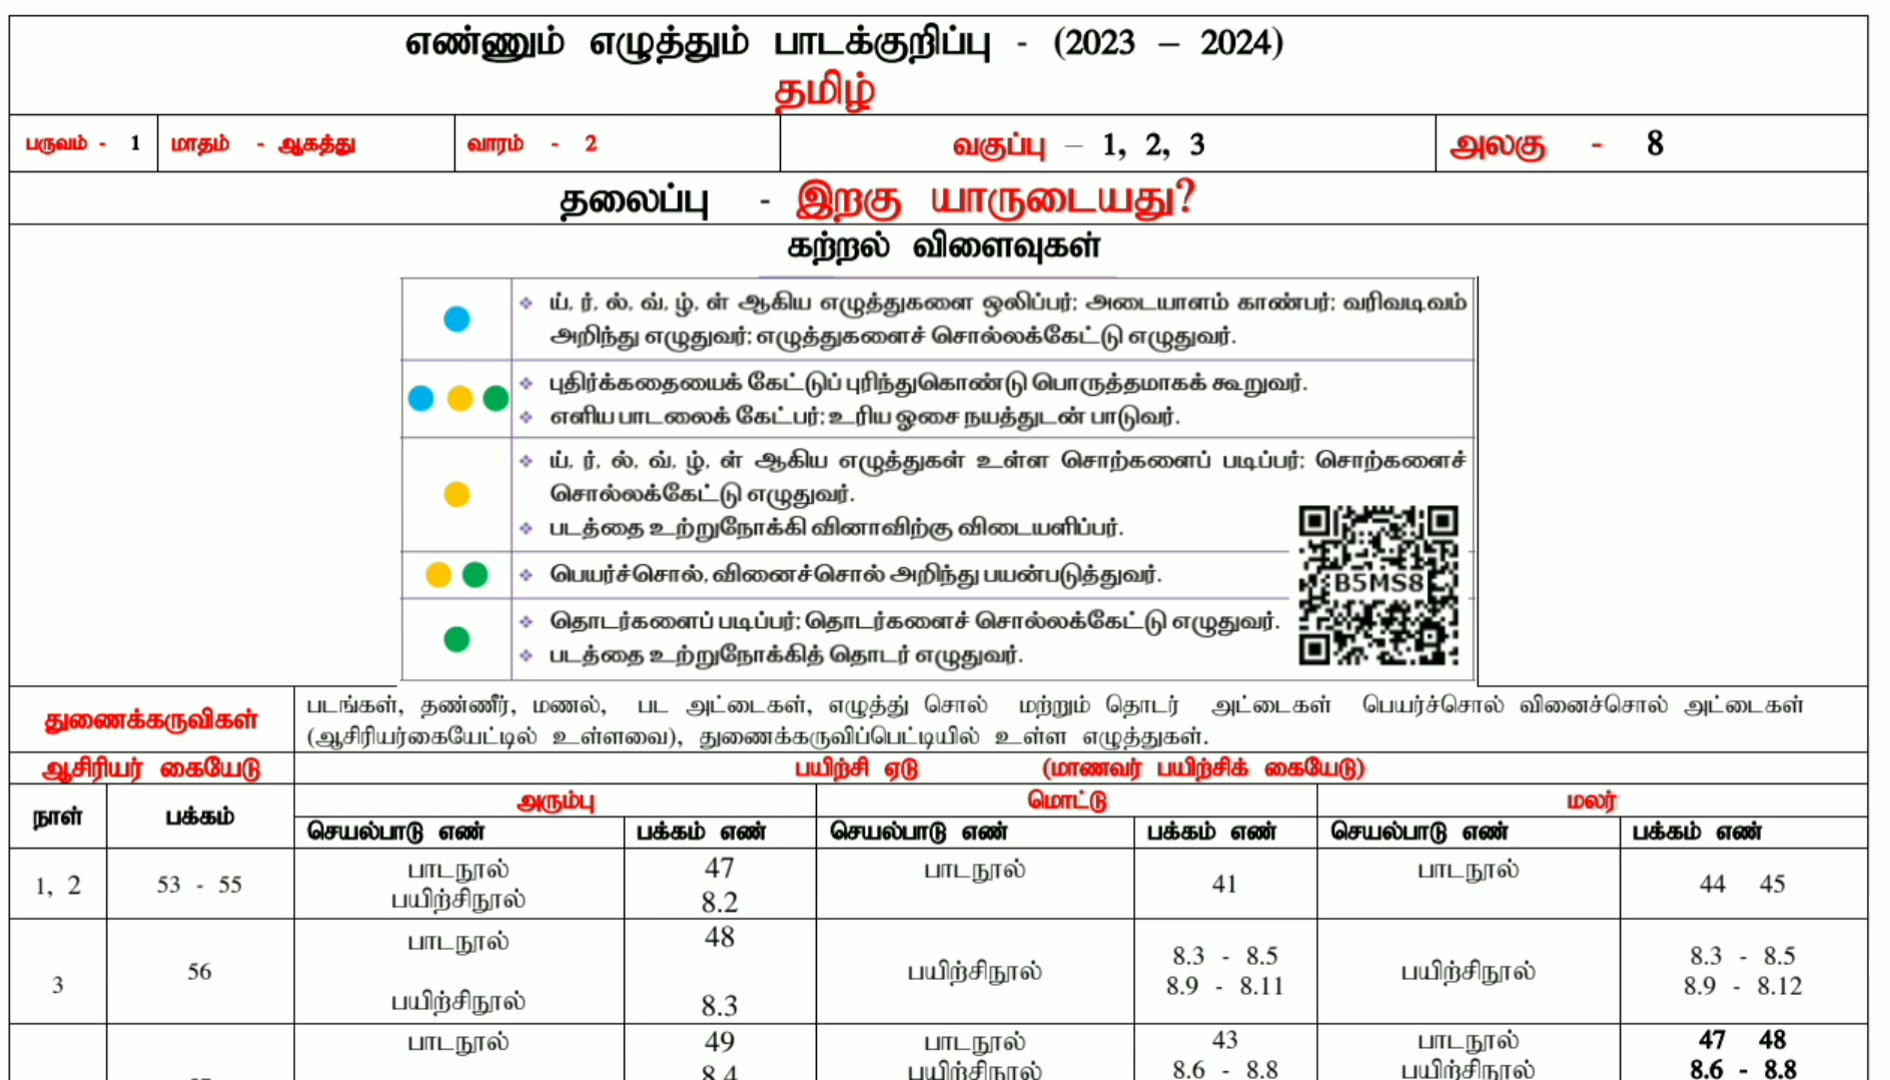 எண்ணும் எழுத்தும் பாடக்குறிப்பு - (2023 – 2024)
தமிழ்
பருவம் - 1 மாதம் - ஆகத்து வாரம் - 2 வகுப்பு – 1, 2, 3 அலகு - 8
தலைப்பு - இறகு யாருடையது?
கற்றல் விளைவுகள்
❖ ய், ர், ல், வ், ழ், ள் ஆகிய எழுத்துகளை ஒலிப்பர்; அடையாளம் காண்பர்; வரிவடிவம்
அறிந்து எழுதுவர்; எழுத்துகளைச் சொல்லக்கேட்டு எழுதுவர்.
❖ புதிர்க்கதையைக் கேட்டுப் புரிந்துகொண்டு பொருத்தமாகக் கூறுவர்.
❖ எளிய பாடலைக் கேட்பர்; உரிய ஓசை நயத்துடன் பாடுவர்.
❖ ய், ர், ல், வ், ழ், ள் ஆகிய எழுத்துகள் உள்ள சொற்களைப் படிப்பர்; சொற்களைச்
சொல்லக்கேட்டு எழுதுவர்.
❖ படத்தை உற்றுநோக்கி வினாவிற்கு விடையளிப்பர்.
❖ பெயர்ச்சொல், வினைச்சொல் அறிந்து பயன்படுத்துவர்.
B5MS8
❖ தொடர்களைப் படிப்பர்; தொடர்களைச் சொல்லக்கேட்டு எழுதுவர்.
❖ படத்தை உற்றுநோக்கித் தொடர் எழுதுவர்.
துணைக்கருவிகள் படங்கள், தண்ணீர், மணல், பட அட்டைகள், எழுத்து சொல் மற்றும் தொடர் அட்டைகள் பெயர்ச்சொல் வினைச்சொல் அட்டைகள்
(ஆசிரியர்கையேட்டில் உள்ளவை), துணைக்கருவிப்பெட்டியில் உள்ள எழுத்துகள்.
ஆசிரியர் கையேடு பயிற்சி ஏடு (மாணவர் பயிற்சிக் கையேடு)
நாள் பக்கம் அரும்பு மொட்டு மலர்
செயல்பாடு எண் பக்கம் எண் செயல்பாடு எண் பக்கம் எண் செயல்பாடு எண் பக்கம் எண்
1, 2 53 - 55 பாடநூல் 47 பாடநூல் 41 பாடநூல் 44 45
பயிற்சிநூல் 8.2
3 56 பாடநூல் 48 பயிற்சிநூல் 8.3 - 8.5 பயிற்சிநூல் 8.3 - 8.5
பயிற்சிநூல் 8.3 8.9 - 8.11 8.9 - 8.12
பாடநூல் 49 பாடநூல் 43 பாடநூல் 47 48
8.4 பயிற்சிநூல் 8.6 - 8.8 பயிற்சிநூல் 8.6 - 8.8